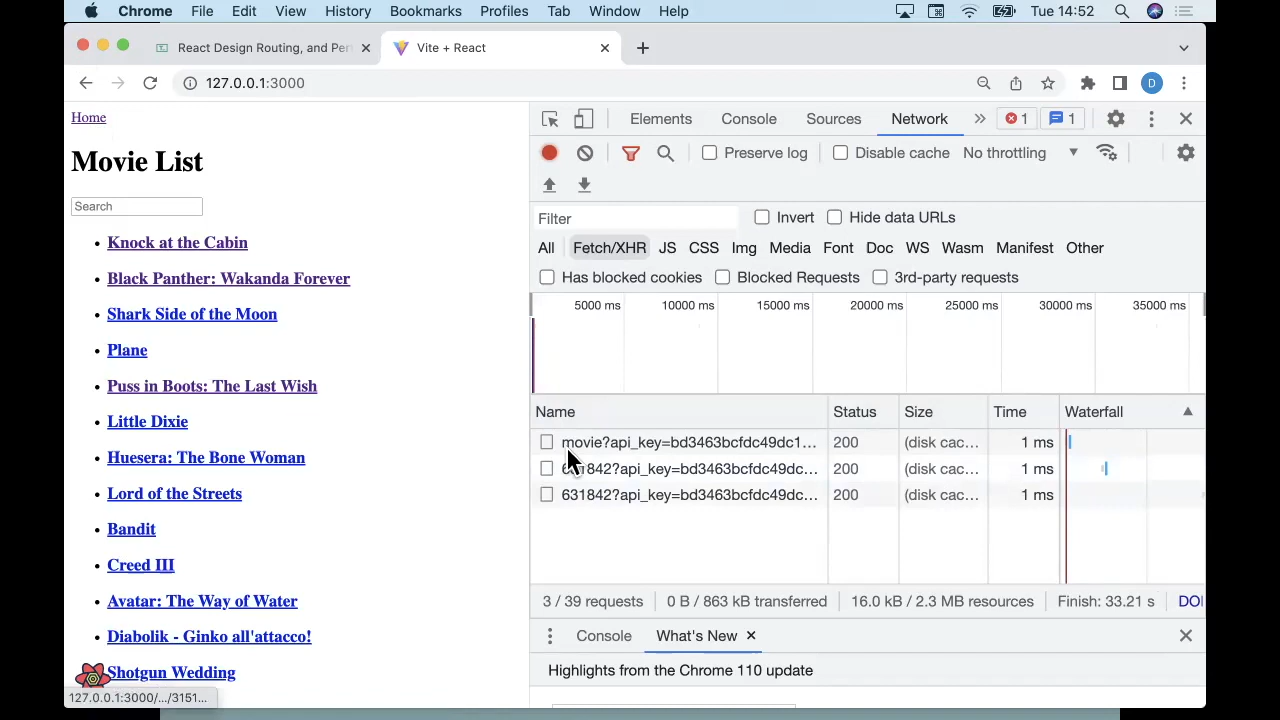 Chrome File Edit View History Bookmarks Profiles Tab Window Help Tue 14:52
React Design Routing, and Per
Vite + React
127.0.0.1:3000
D
Home
Movie List
Search
• Knock at the Cabin
• Black Panther: Wakanda Forever
• Shark Side of the Moon
• Plane
• Puss in Boots: The Last Wish
• Little Dixie
• Huesera: The Bone Woman
• Lord of the Streets
• Bandit
• Creed III
• Avatar: The Way of Water
• Diabolik - Ginko all'attacco!
Shotgun Wedding
127.0.0.1:3000/.../3151...
Elements Console Sources Network » 1 1
Preserve log Disable cache No throttling
Filter Invert Hide data URLs
All Fetch/XHR JS CSS Img Media Font Doc WS Wasm Manifest Other
Has blocked cookies Blocked Requests 3rd-party requests
5000 ms 10000 ms 15000 ms 20000 ms 25000 ms 30000 ms 35000 ms
Name Status Size Time Waterfall
movie?api_key=bd3463bcfdc49dc1... 200 (disk cac... 1 ms
842?api_key=bd3463bcfdc49dc... 200 (disk cac... 1 ms
631842?api_key=bd3463bcfdc49dc... 200 (disk cac... 1 ms
3 / 39 requests 0 B / 863 kB transferred 16.0 kB / 2.3 MB resources Finish: 33.21 s DO
Console What's New
Highlights from the Chrome 110 update